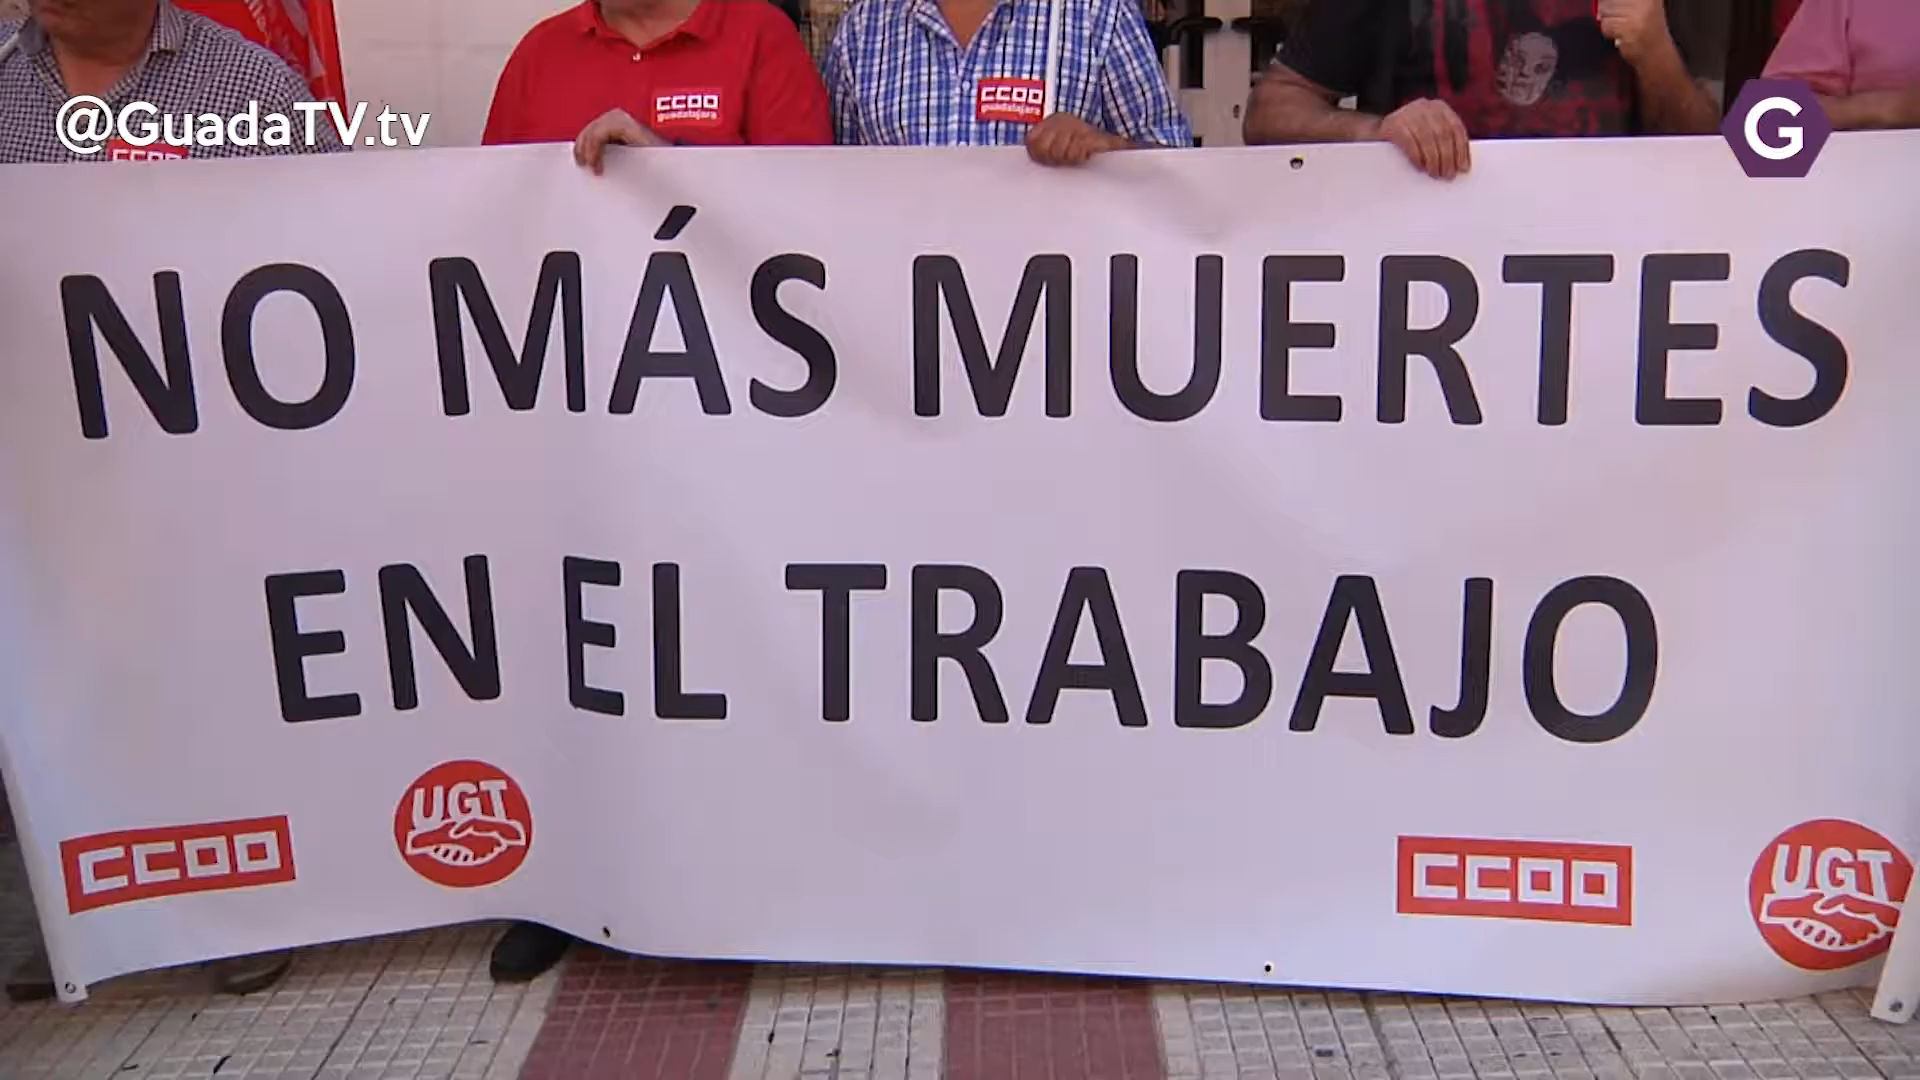 @GuadaTV.tv
G
CCOO
CCOO
guadalajara
CCOO
guadalajara
NO MÁS MUERTES
EN EL TRABAJO
CCOO
UGT
CCOO
UGT